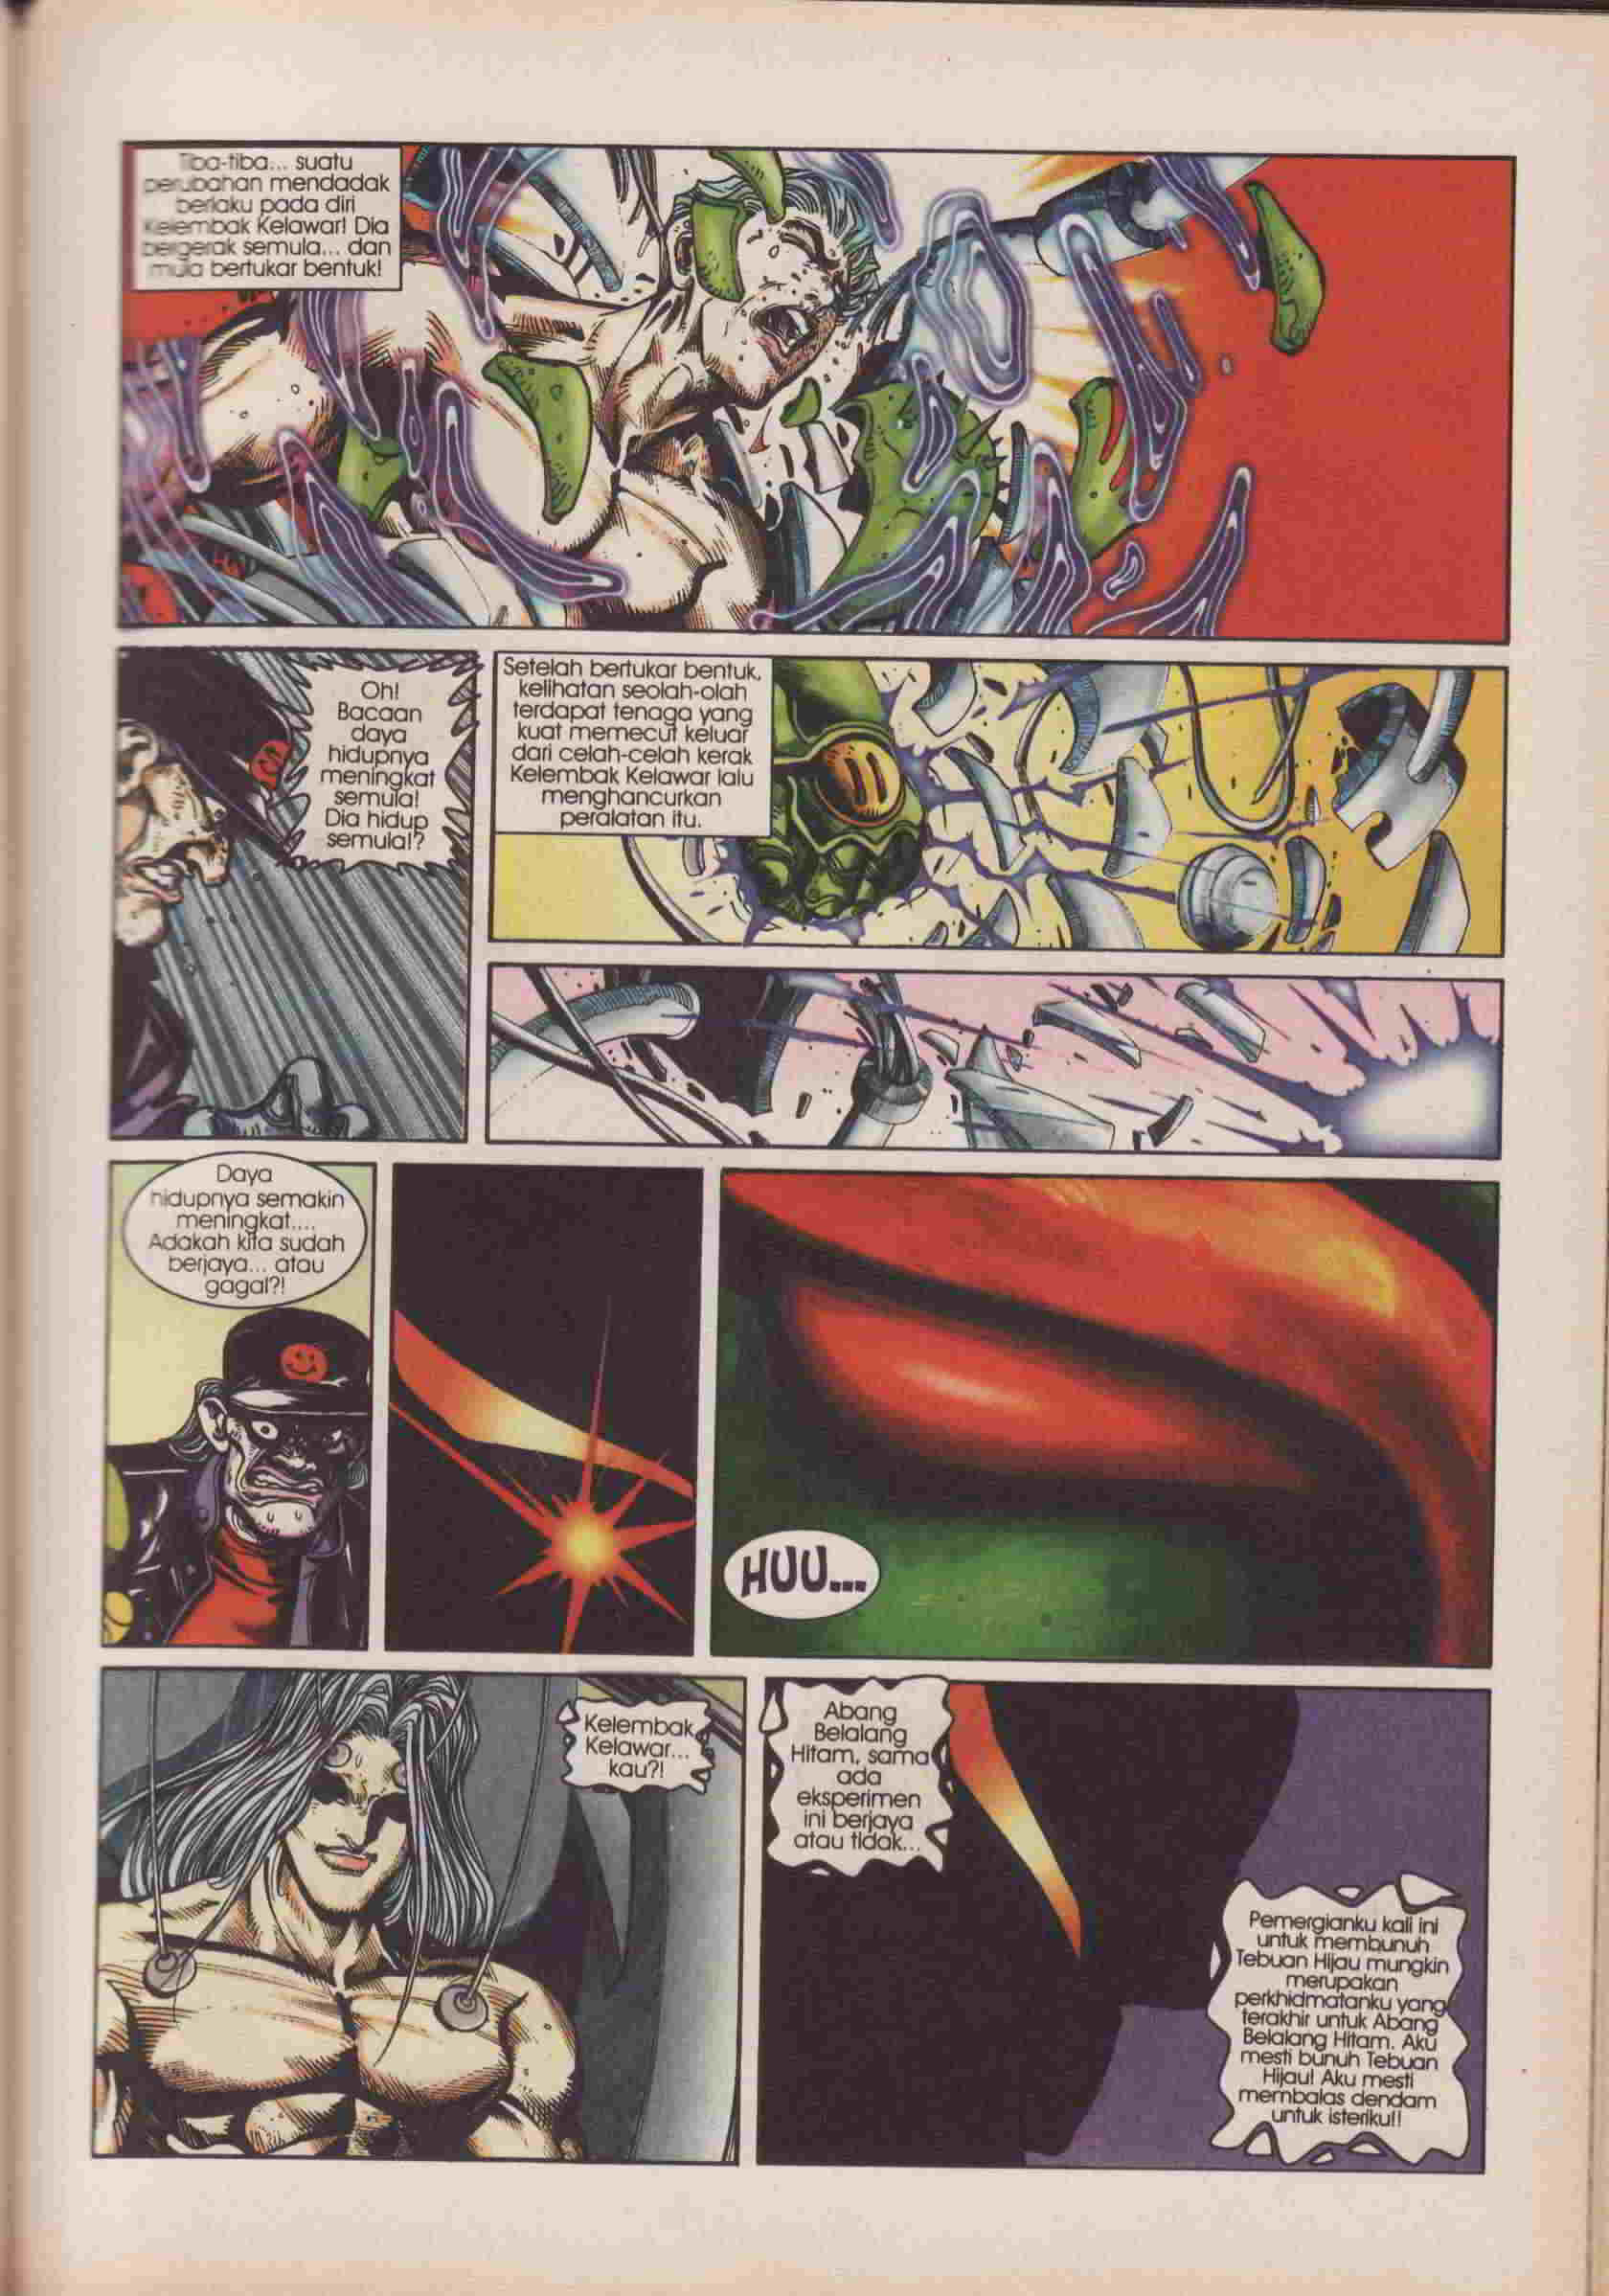 Tiba-tiba... suatu
perubahan mendadak
berlaku pada diri
Kelembak Kelawar! Dia
bergerak semula... dan
mula bertukar bentuk!
Oh!
Bacaan
daya
hidupnya
meningkat
semula!
Dia hidup
semula!?
Setelah bertukar bentuk,
kelihatan seolah-olah
terdapat tenaga yang
kuat memecut keluar
dari celah-celah kerak
Kelembak Kelawar lalu
menghancurkan
peralatan itu.
Daya
hidupnya semakin
meningkat....
Adakah kita sudah
berjaya... atau
gagal?!
HUU...
Kelembak
Kelawar...
kau?!
Abang
Belalang
Hitam, sama
ada
eksperimen
ini berjaya
atau tidak...
Pemergianku kali ini
untuk membunuh
Tebuan Hijau mungkin
merupakan
perkhidmatanku yang
terakhir untuk Abang
Belalang Hitam. Aku
mesti bunuh Tebuan
Hijau! Aku mesti
membalas dendam
untuk isteriku!!